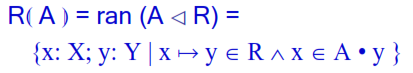 R( A ) = ran (A ◁ R) =
{x: X; y: Y | x ↦ y ∈ R ∧ x ∈ A • y }